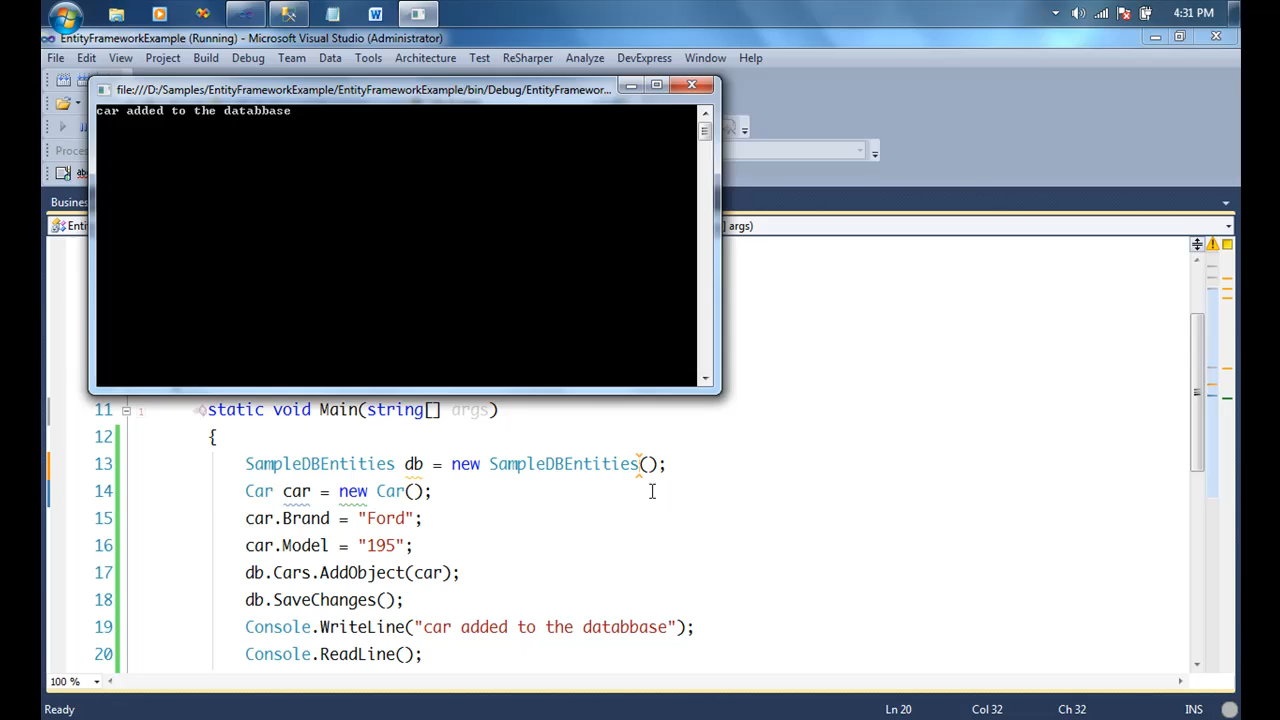 4:31 PM
EntityFrameworkExample (Running) - Microsoft Visual Studio (Administrator)
File Edit View Project Build Debug Team Data Tools Architecture Test ReSharper Analyze DevExpress Window Help
file:///D:/Samples/EntityFrameworkExample/EntityFrameworkExample/bin/Debug/EntityFramewor...
car added to the databbase
Proces
Busines
Enti
] args)
11 1 static void Main(string[] args)
12 {
13 SampleDBEntities db = new SampleDBEntities();
14 Car car = new Car();
15 car.Brand = "Ford";
16 car.Model = "195";
17 db.Cars.AddObject(car);
18 db.SaveChanges();
19 Console.WriteLine("car added to the databbase");
20 Console.ReadLine();
100 %
Ready Ln 20 Col 32 Ch 32 INS